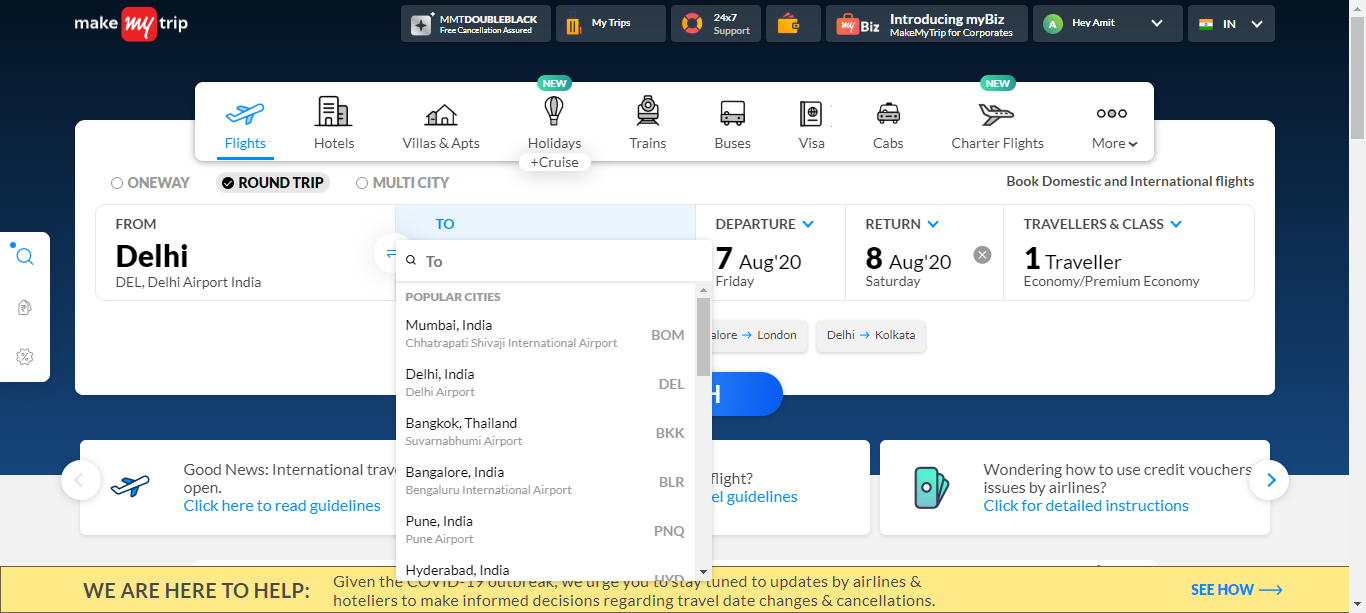 make my trip
MMTDOUBLEBLACK
Free Cancellation Assured
My Trips
24x7
Support
my Biz
Introducing myBiz
MakeMyTrip for Corporates
A
Hey Amit
IN
NEW
NEW
Flights
Hotels
Villas & Apts
Holidays
Trains
Buses
Visa
Cabs
Charter Flights
More
+Cruise
ONEWAY
ROUND TRIP
MULTI CITY
Book Domestic and International flights
FROM
Delhi
DEL, Delhi Airport India
TO
To
DEPARTURE
7 Aug'20
Friday
RETURN
8 Aug'20
Saturday
TRAVELLERS & CLASS
1 Traveller
Economy/Premium Economy
POPULAR CITIES
Mumbai, India
BOM
Chhatrapati Shivaji International Airport
Delhi, India
DEL
Delhi Airport
Bangkok, Thailand
BKK
Suvarnabhumi Airport
Bangalore, India
BLR
Bengaluru International Airport
Pune, India
PNQ
Pune Airport
Hyderabad, India
HYD
alore → London
Delhi → Kolkata
H
Good News: International trav
open.
Click here to read guidelines
flight?
el guidelines
Wondering how to use credit vouchers
issues by airlines?
Click for detailed instructions
WE ARE HERE TO HELP:
Given the COVID-19 outbreak, we urge you to stay tuned to updates by airlines &
hoteliers to make informed decisions regarding travel date changes & cancellations.
SEE HOW